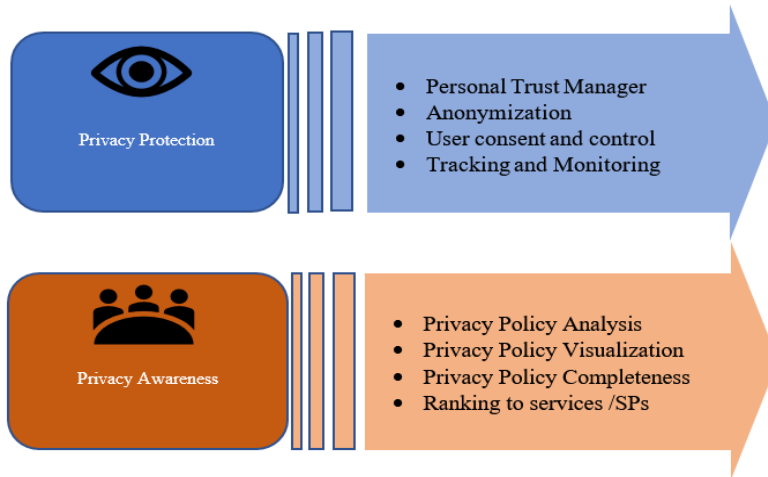 Privacy Protection
• Personal Trust Manager
• Anonymization
• User consent and control
• Tracking and Monitoring
Privacy Awareness
• Privacy Policy Analysis
• Privacy Policy Visualization
• Privacy Policy Completeness
• Ranking to services /SPs